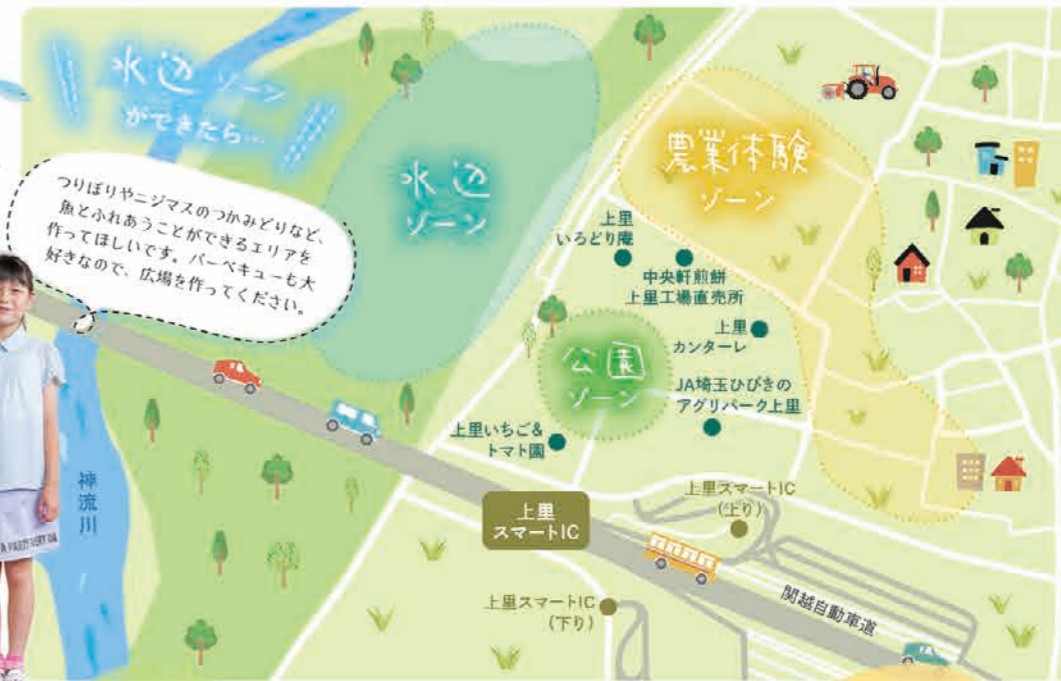 水辺ゾーン
ができたら…
つりぼりやニジマスのつかみどりなど、
魚とふれあうことができるエリアを
作ってほしいです。バーベキューも大
好きなので、広場を作ってください。
水辺
ゾーン
農業体験
ゾーン
上里
いろどり庵
中央軒煎餅
上里工場直売所
上里
カンターレ
公園
ゾーン
JA埼玉ひびきの
アグリパーク上里
上里いちご&
トマト園
神流川
上里
スマートIC
上里スマートIC
(上り)
上里スマートIC
(下り)
関越自動車道